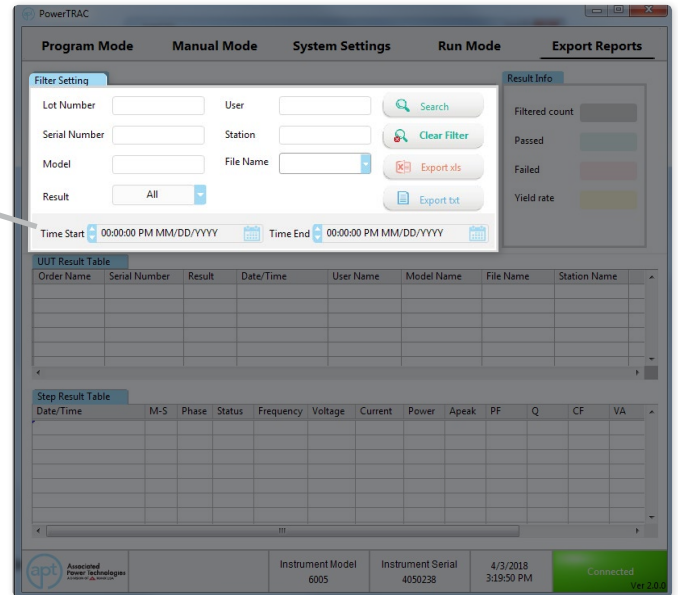 PowerTRAC
Program Mode Manual Mode System Settings Run Mode Export Reports
Filter Setting
Result Info
Lot Number User Search
Filtered count
Serial Number Station Clear Filter
Passed
Model File Name Export xls
Failed
Result All Export txt
Yield rate
Time Start 00:00:00 PM MM/DD/YYYY Time End 00:00:00 PM MM/DD/YYYY
UUT Result Table
Order Name Serial Number Result Date/Time User Name Model Name File Name Station Name
Step Result Table
Date/Time M-S Phase Status Frequency Voltage Current Power Apeak PF Q CF VA
apt Associated
Power Technologies
Instrument Model
6005
Instrument Serial
4050238
4/3/2018
3:19:50 PM
Connected
Ver 2.0.0